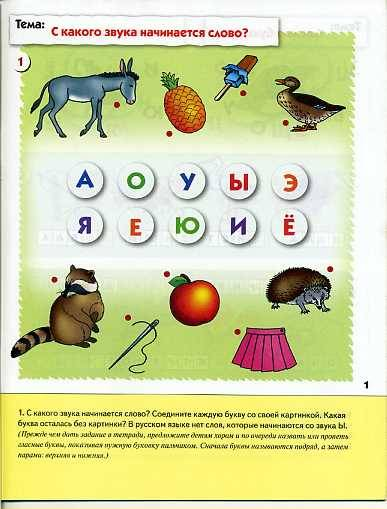 Тема:
С какого звука начинается слово?
1
А О У Ы Э
Я Е Ю И Ё
1
1. С какого звука начинается слово? Соедините каждую букву со своей картинкой. Какая
буква осталась без картинки? В русском языке нет слов, которые начинаются со звука Ы.
(Прежде чем дать задание в тетради, предложите детям хором и по очереди назвать или пропеть
гласные буквы, показывая нужную буковку пальчиком. Сначала буквы называются подряд, а затем
парами: верхняя и нижняя.)